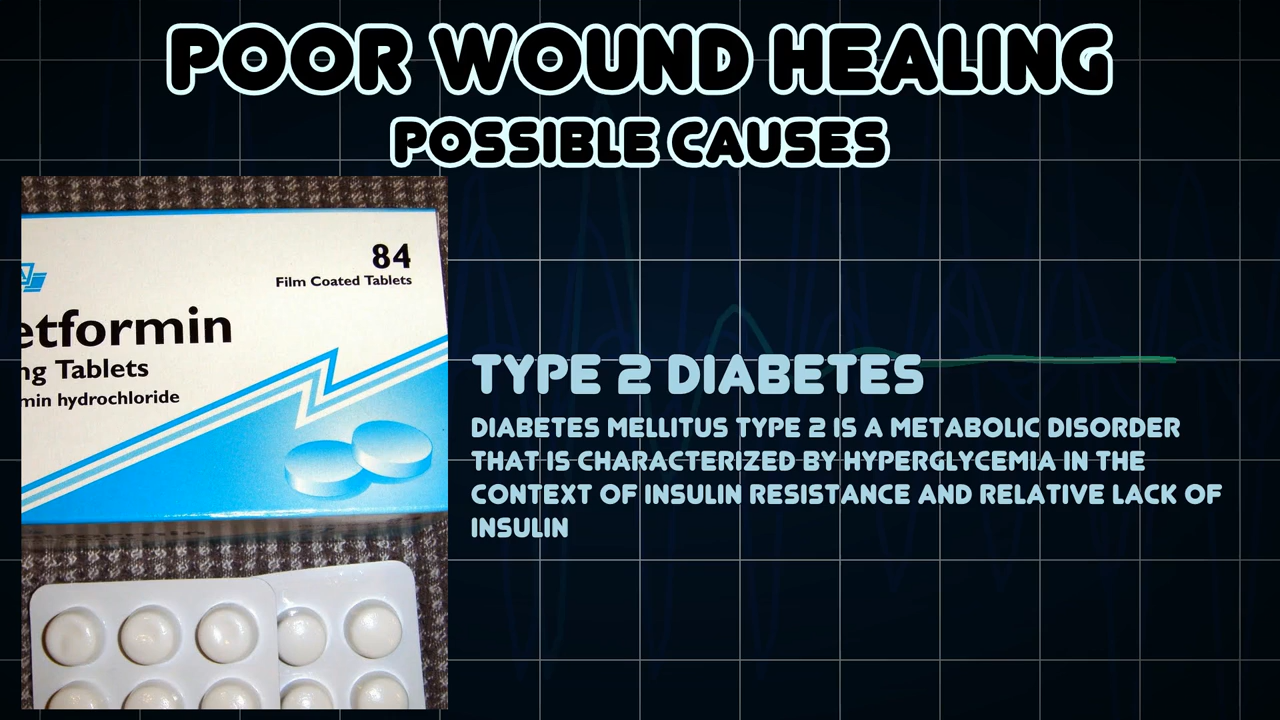 POOR WOUND HEALING
POSSIBLE CAUSES
84
Film Coated Tablets
etformin
ng Tablets
min hydrochloride
TYPE 2 DIABETES
DIABETES MELLITUS TYPE 2 IS A METABOLIC DISORDER
THAT IS CHARACTERIZED BY HYPERGLYCEMIA IN THE
CONTEXT OF INSULIN RESISTANCE AND RELATIVE LACK OF
INSULIN